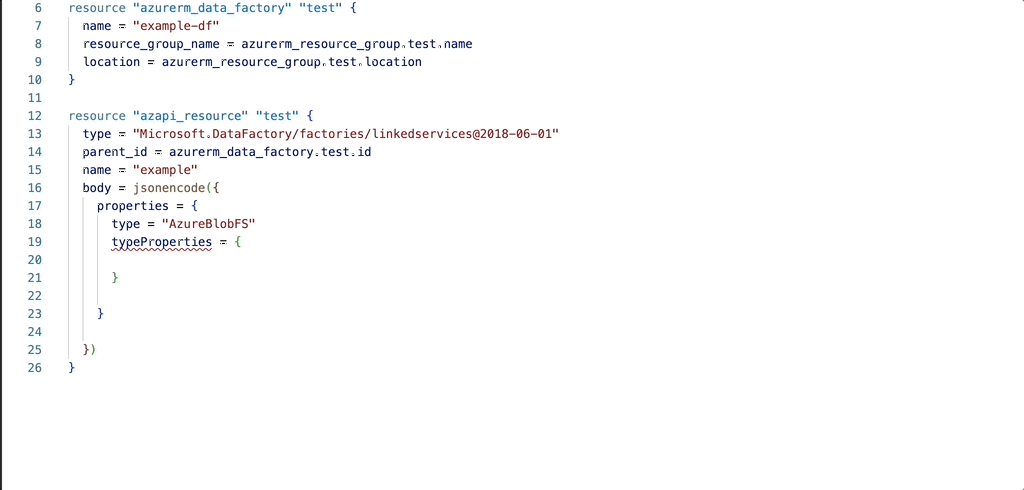 6 resource "azurerm_data_factory" "test" {
7 name = "example-df"
8 resource_group_name = azurerm_resource_group.test.name
9 location = azurerm_resource_group.test.location
10 }
11
12 resource "azapi_resource" "test" {
13 type = "Microsoft.DataFactory/factories/linkedservices@2018-06-01"
14 parent_id = azurerm_data_factory.test.id
15 name = "example"
16 body = jsonencode({
17 properties = {
18 type = "AzureBlobFS"
19 typeProperties = {
20
21 }
22
23 }
24
25 })
26 }